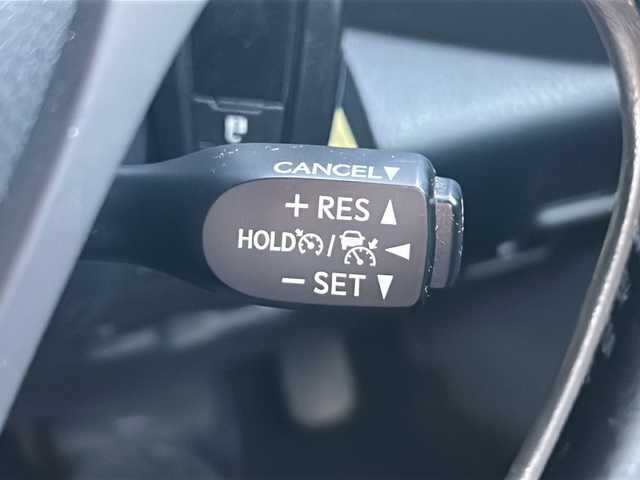 CANCEL▼
+ RES ▲
HOLD / ◀
− SET ▼